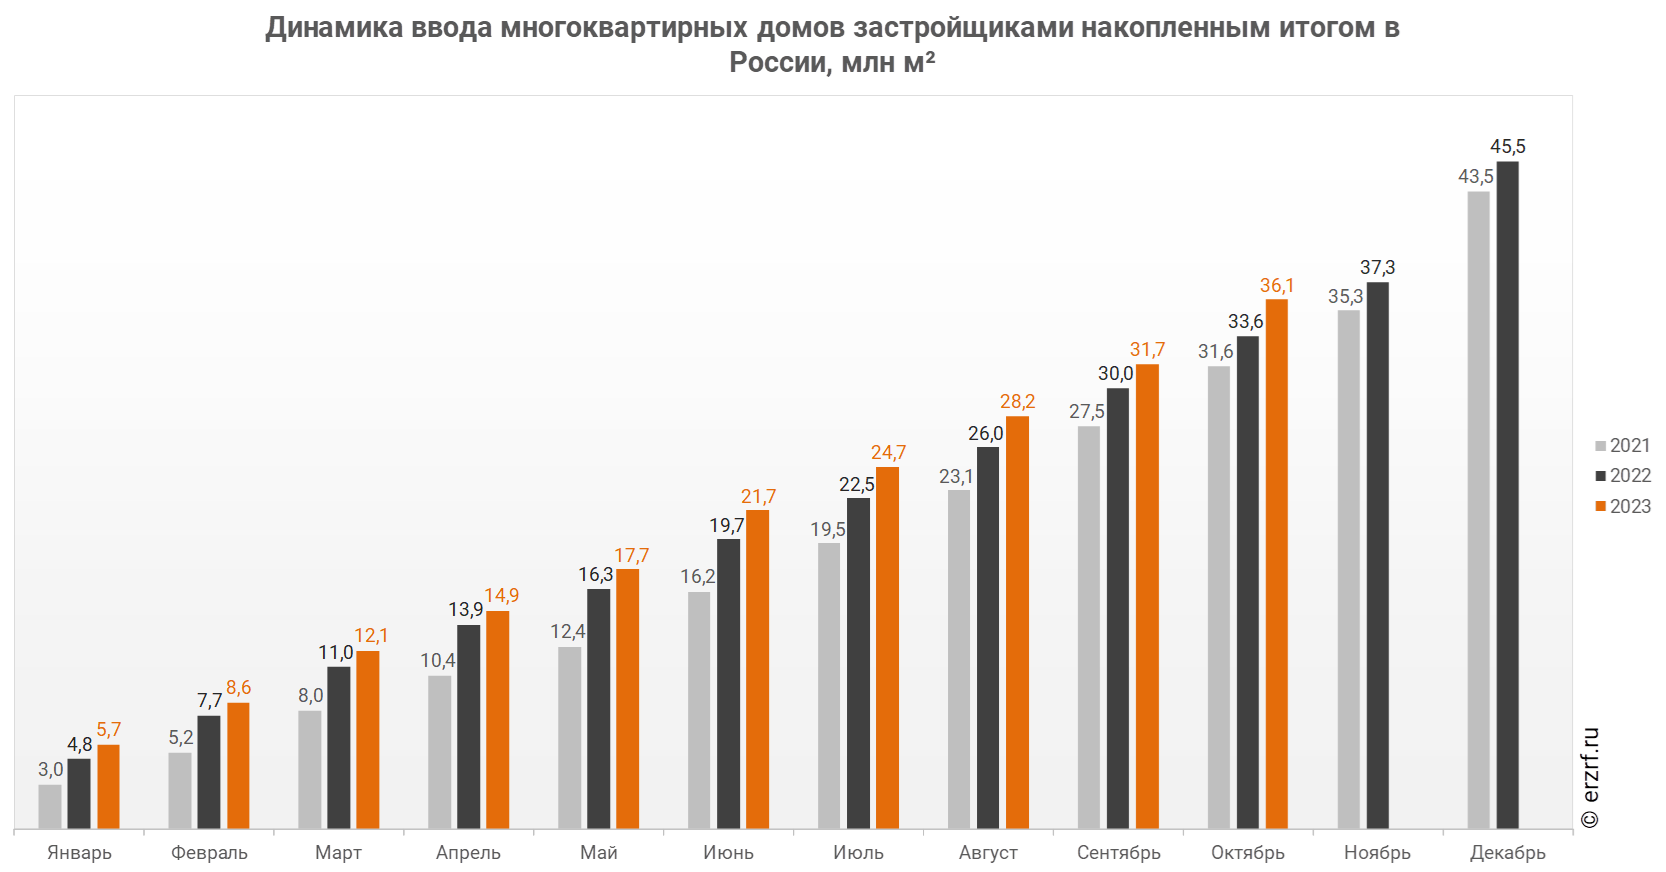 Динамика ввода многоквартирных домов застройщиками накопленным итогом в
России, млн м²
3,0 4,8 5,7
5,2 7,7 8,6
8,0 11,0 12,1
10,4 13,9 14,9
12,4 16,3 17,7
16,2 19,7 21,7
19,5 22,5 24,7
23,1 26,0 28,2
27,5 30,0 31,7
31,6 33,6 36,1
35,3 37,3
43,5 45,5
Январь Февраль Март Апрель Май Июнь Июль Август Сентябрь Октябрь Ноябрь Декабрь
2021
2022
2023
© erzrf.ru